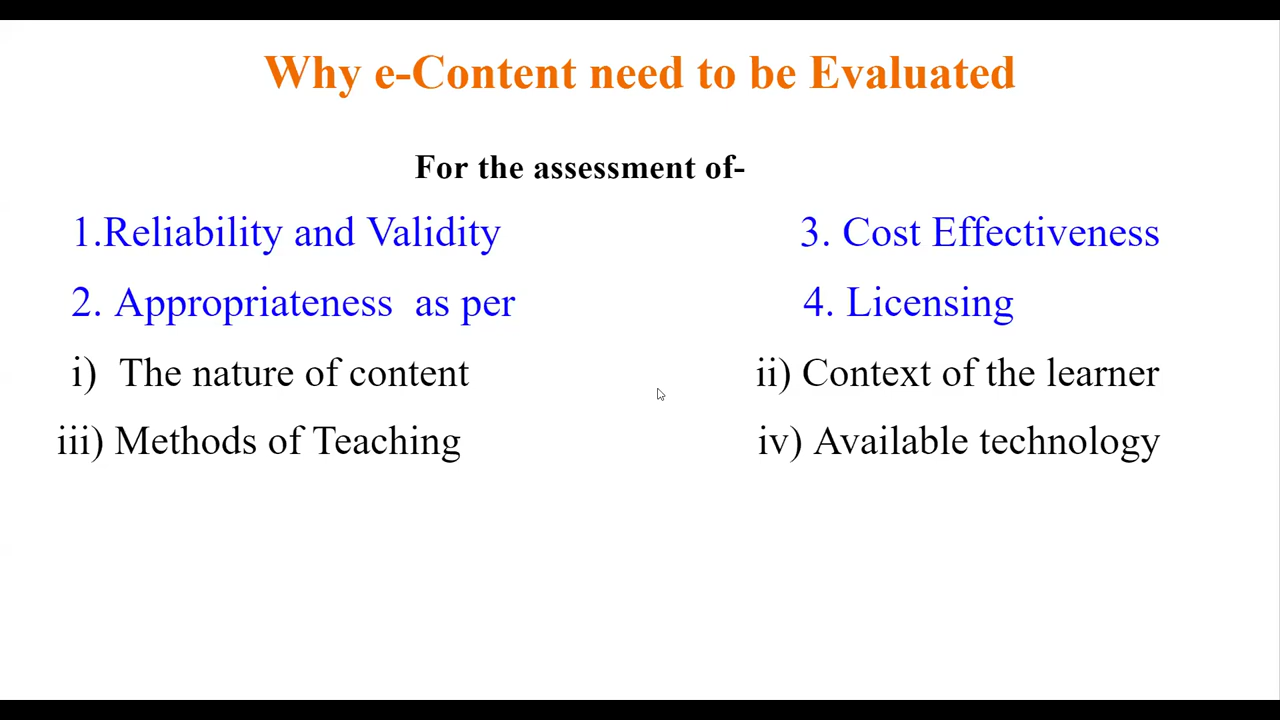 Why e-Content need to be Evaluated
For the assessment of-
1.Reliability and Validity
3. Cost Effectiveness
2. Appropriateness as per
4. Licensing
i) The nature of content
ii) Context of the learner
iii) Methods of Teaching
iv) Available technology